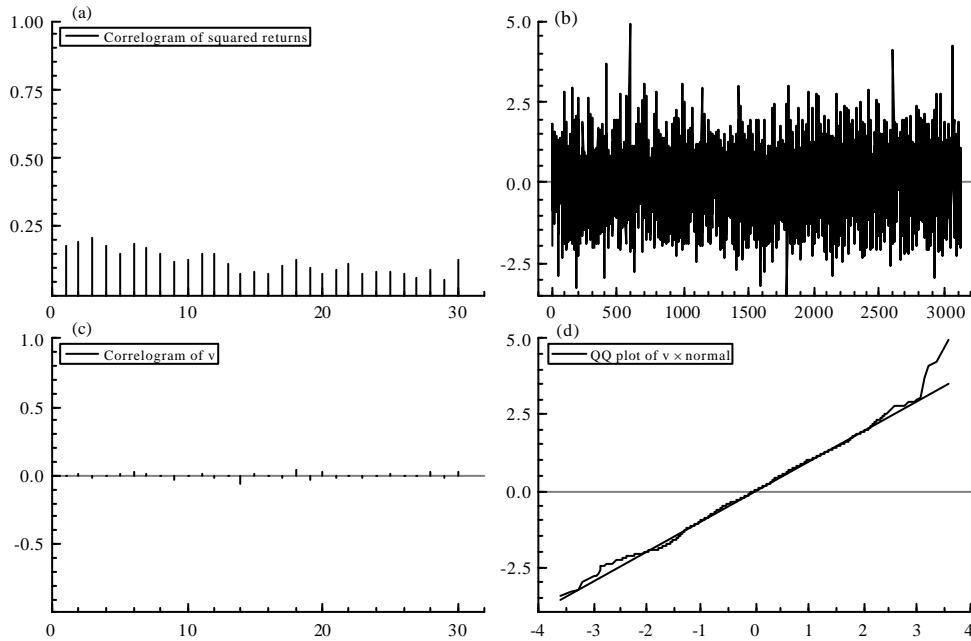 (a)
1.00
Correlogram of squared returns
0.75
0.50
0.25
0 10 20 30
(b)
5.0
2.5
0.0
-2.5
0 500 1000 1500 2000 2500 3000
(c)
1.0
Correlogram of v
0.5
0.0
-0.5
0 10 20 30
(d)
5.0
QQ plot of v × normal
2.5
0.0
-2.5
-4 -3 -2 -1 0 1 2 3 4